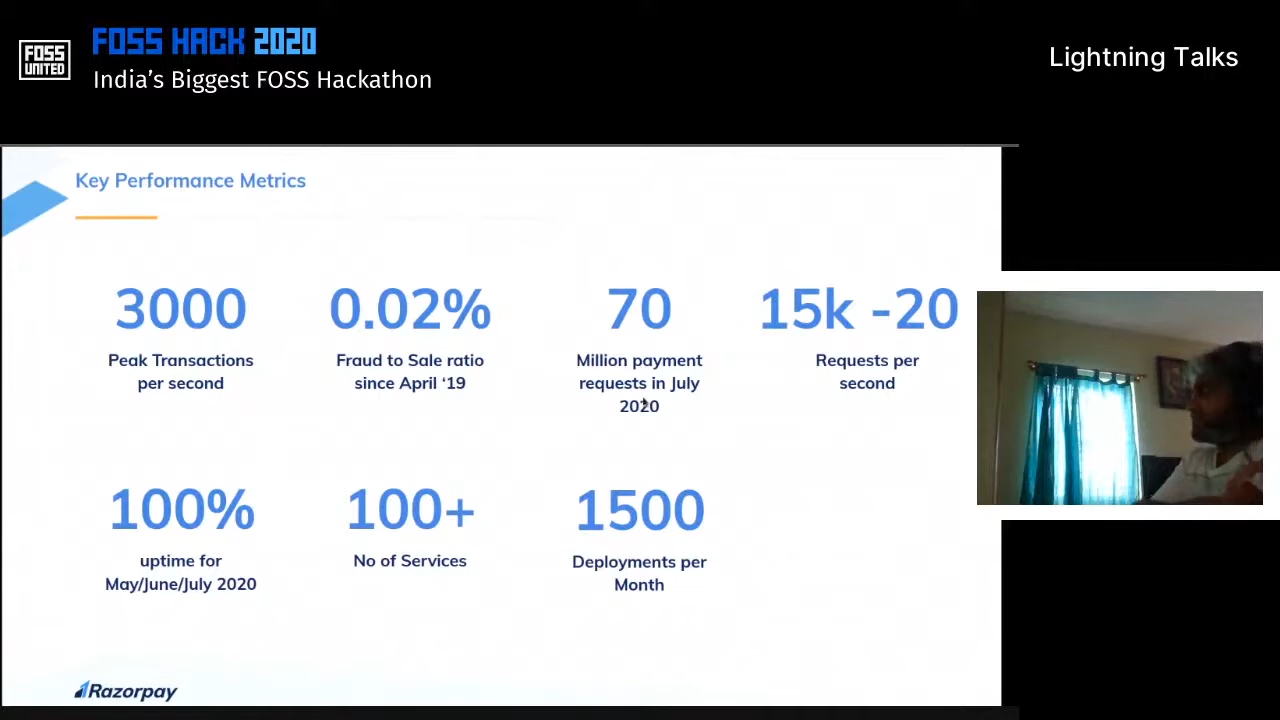 FOSS UNITED
FOSS HACK 2020
India's Biggest FOSS Hackathon
Lightning Talks
Key Performance Metrics
3000
Peak Transactions
per second
0.02%
Fraud to Sale ratio
since April ‘19
70
Million payment
requests in July
2020
15k -20
Requests per
second
100%
uptime for
May/June/July 2020
100+
No of Services
1500
Deployments per
Month
Razorpay